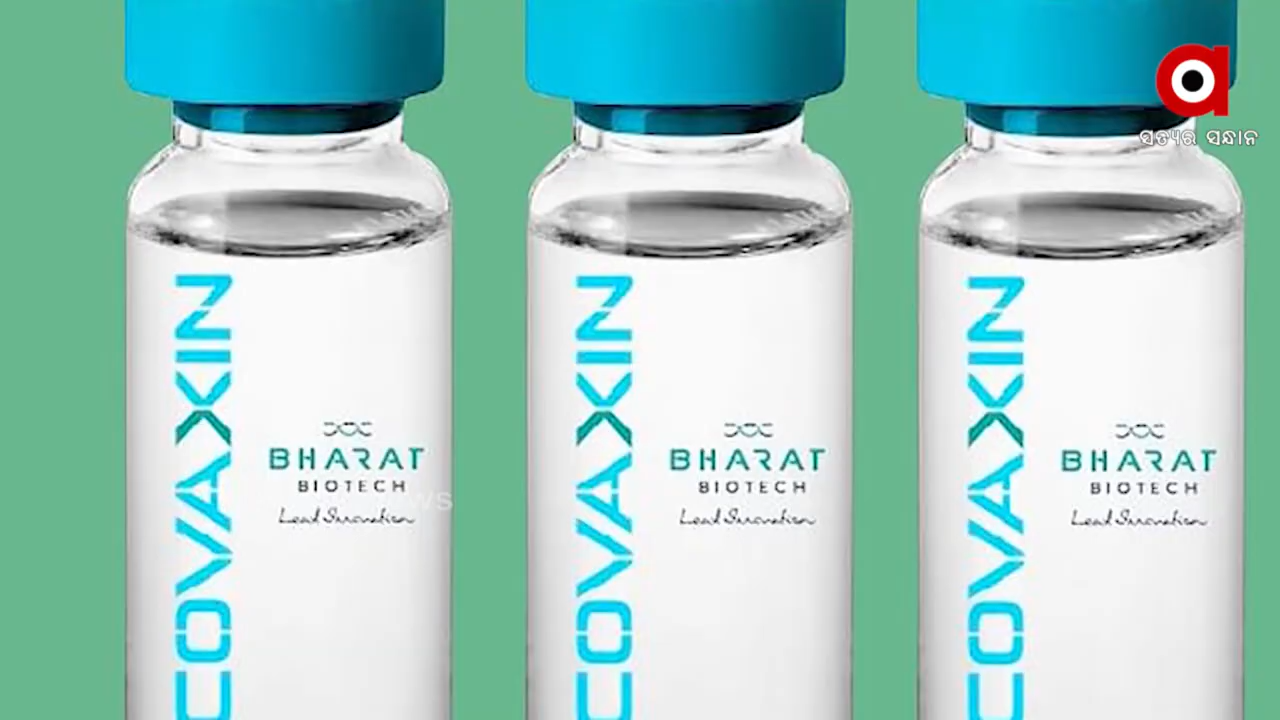 ସତ୍ୟର ସନ୍ଧାନ
COVAXIN
BHARAT
BIOTECH
Lead Innovation
COVAXIN
BHARAT
BIOTECH
Lead Innovation
COVAXIN
BHARAT
BIOTECH
Lead Innovation